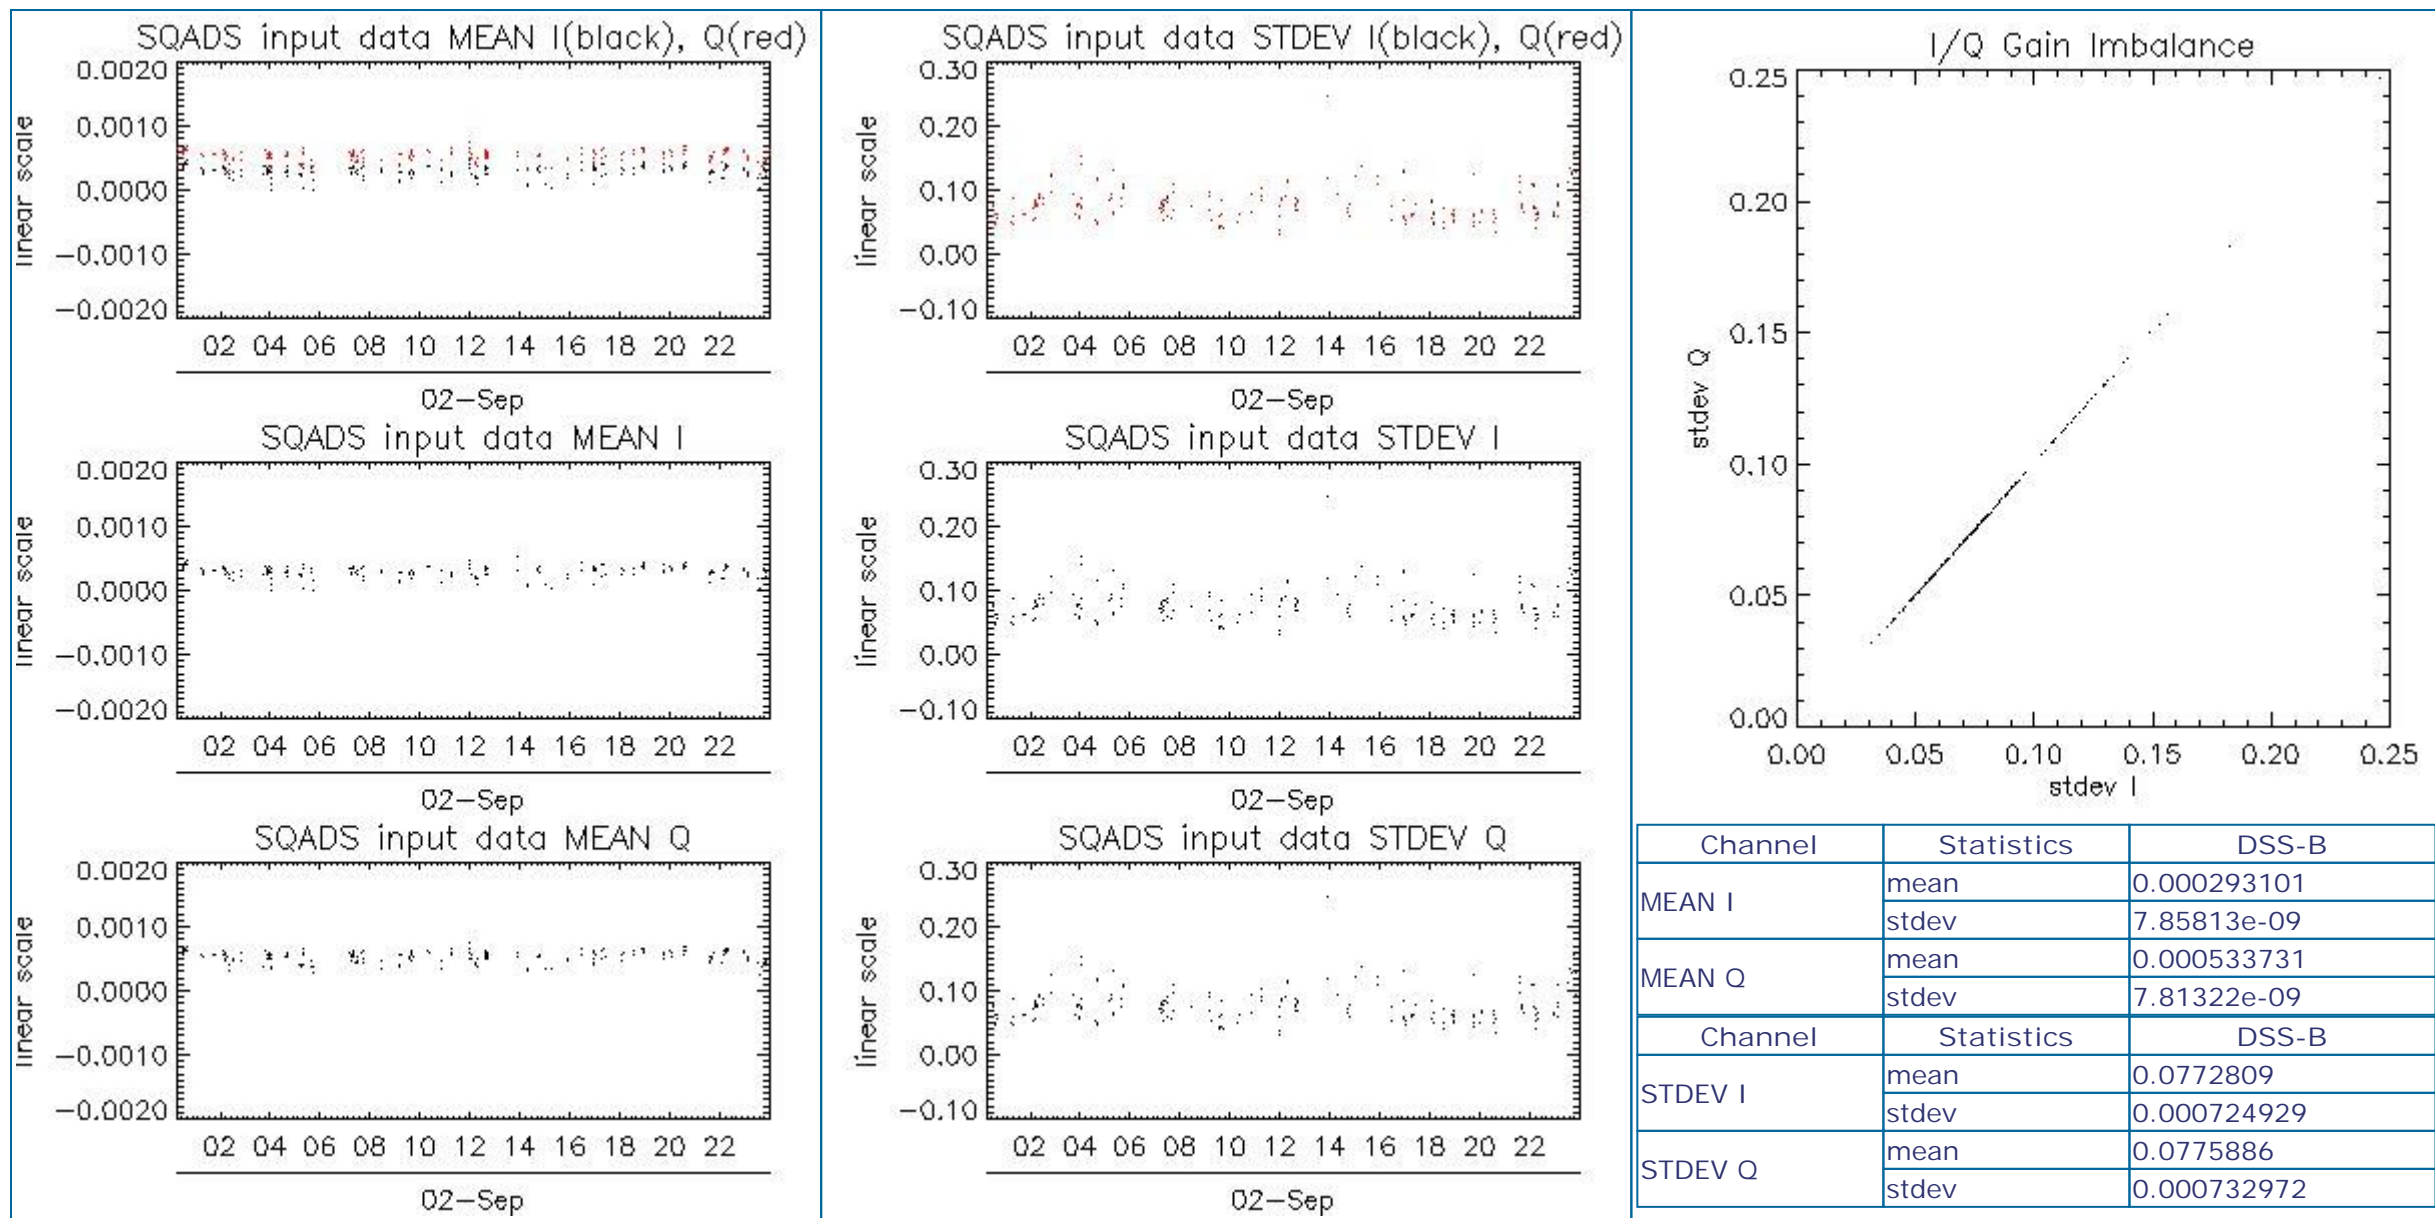 SQADS input data MEAN I(black), Q(red)
0.0020
0.0010
0.0000
-0.0010
-0.0020
linear scale
02 04 06 08 10 12 14 16 18 20 22
02-Sep
SQADS input data MEAN I
0.0020
0.0010
0.0000
-0.0010
-0.0020
linear scale
02 04 06 08 10 12 14 16 18 20 22
02-Sep
SQADS input data MEAN Q
0.0020
0.0010
0.0000
-0.0010
-0.0020
linear scale
02 04 06 08 10 12 14 16 18 20 22
02-Sep
SQADS input data STDEV I(black), Q(red)
0.30
0.20
0.10
0.00
-0.10
linear scale
02 04 06 08 10 12 14 16 18 20 22
02-Sep
SQADS input data STDEV I
0.30
0.20
0.10
0.00
-0.10
linear scale
02 04 06 08 10 12 14 16 18 20 22
02-Sep
SQADS input data STDEV Q
0.30
0.20
0.10
0.00
-0.10
linear scale
02 04 06 08 10 12 14 16 18 20 22
02-Sep
I/Q Gain Imbalance
0.25
0.20
0.15
0.10
0.05
0.00
stdev Q
0.00 0.05 0.10 0.15 0.20 0.25
stdev I
Channel Statistics DSS-B
MEAN I mean 0.000293101
stdev 7.85813e-09
MEAN Q mean 0.000533731
stdev 7.81322e-09
Channel Statistics DSS-B
STDEV I mean 0.0772809
stdev 0.000724929
STDEV Q mean 0.0775886
stdev 0.000732972